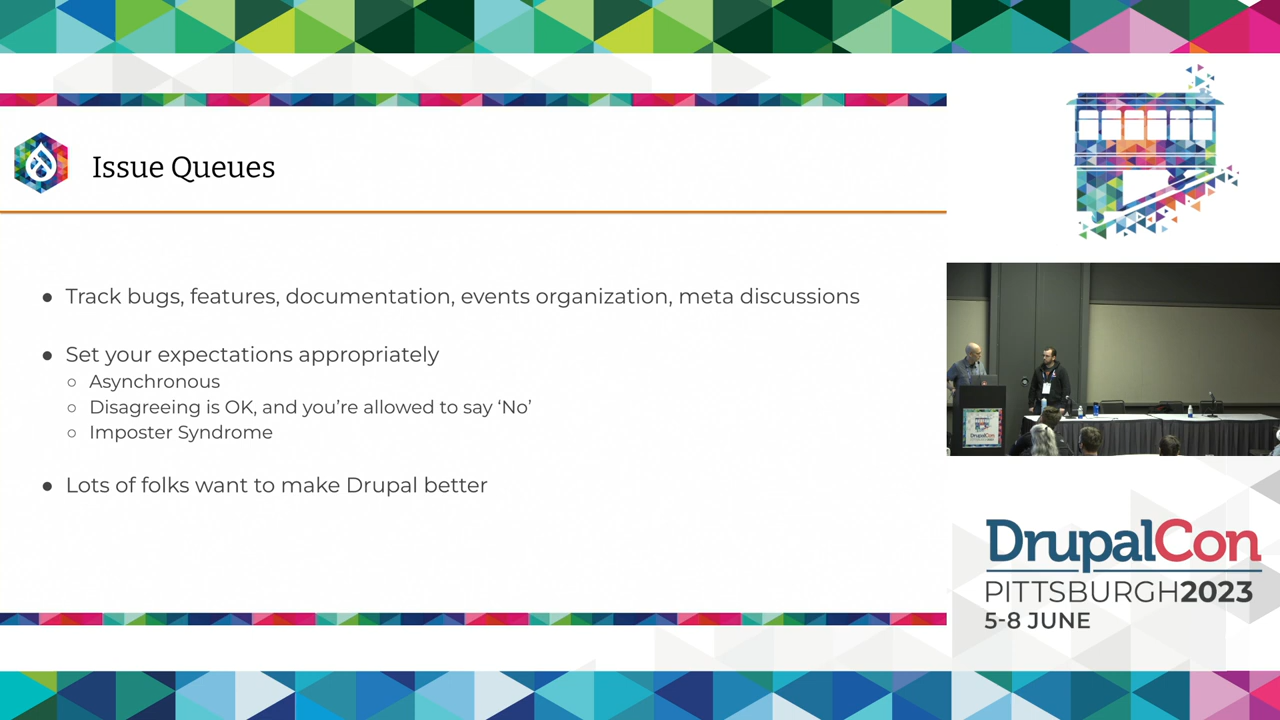 Issue Queues
● Track bugs, features, documentation, events organization, meta discussions
● Set your expectations appropriately
○ Asynchronous
○ Disagreeing is OK, and you’re allowed to say ‘No’
○ Imposter Syndrome
● Lots of folks want to make Drupal better
DrupalCon
DrupalCon
PITTSBURGH2023
5-8 JUNE